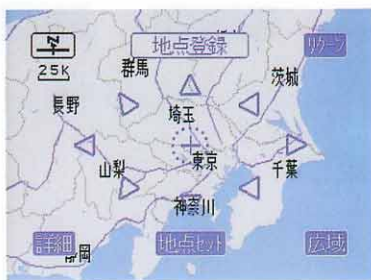 地点登録
リターン
25K
群馬
茨城
長野
埼玉
山梨
東京
千葉
神奈川
詳細
地点セット
広域
岡